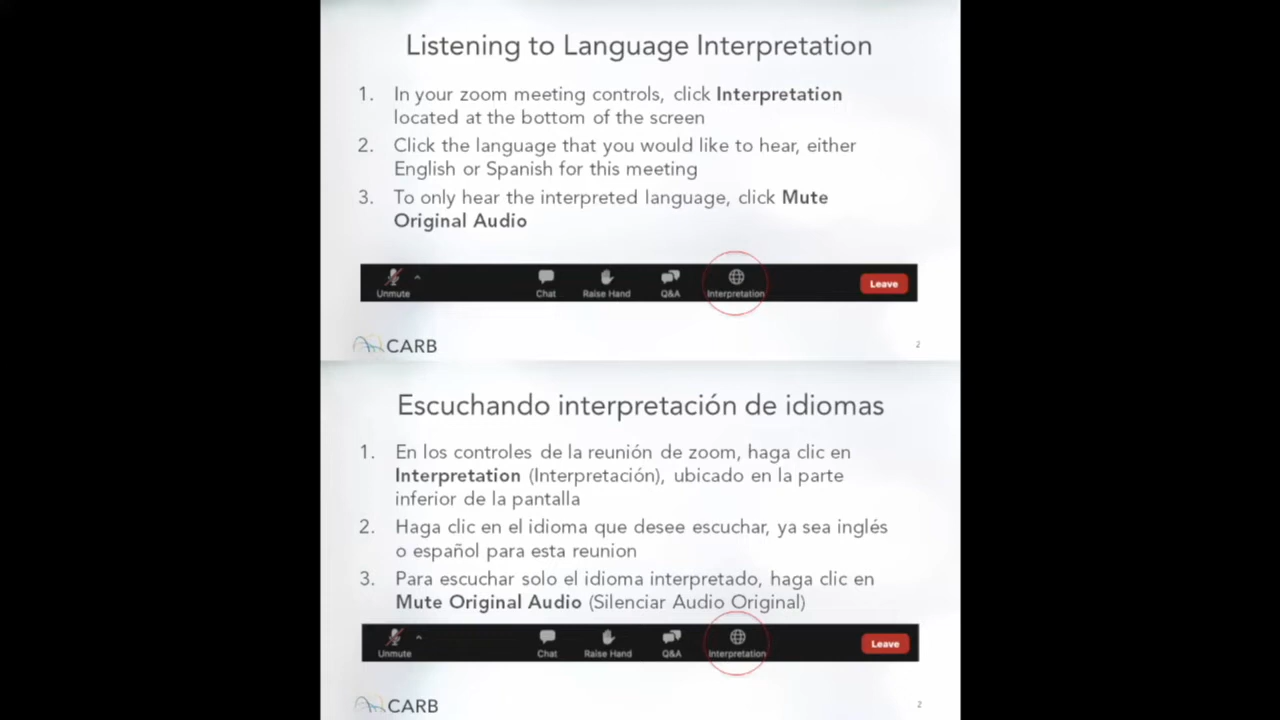 Listening to Language Interpretation
1. In your zoom meeting controls, click Interpretation
located at the bottom of the screen
2. Click the language that you would like to hear, either
English or Spanish for this meeting
3. To only hear the interpreted language, click Mute
Original Audio
Unmute Chat Raise Hand Q&A Interpretation Leave
CARB 2
Escuchando interpretación de idiomas
1. En los controles de la reunión de zoom, haga clic en
Interpretation (Interpretación), ubicado en la parte
inferior de la pantalla
2. Haga clic en el idioma que desee escuchar, ya sea inglés
o español para esta reunion
3. Para escuchar solo el idioma interpretado, haga clic en
Mute Original Audio (Silenciar Audio Original)
Unmute Chat Raise Hand Q&A Interpretation Leave
CARB 2